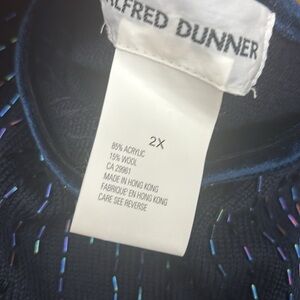 ALFRED DUNNER
2X
85% ACRYLIC
15% WOOL
CA 29981
MADE IN HONG KONG
FABRIQUE' EN HONG KONG
CARE SEE REVERSE